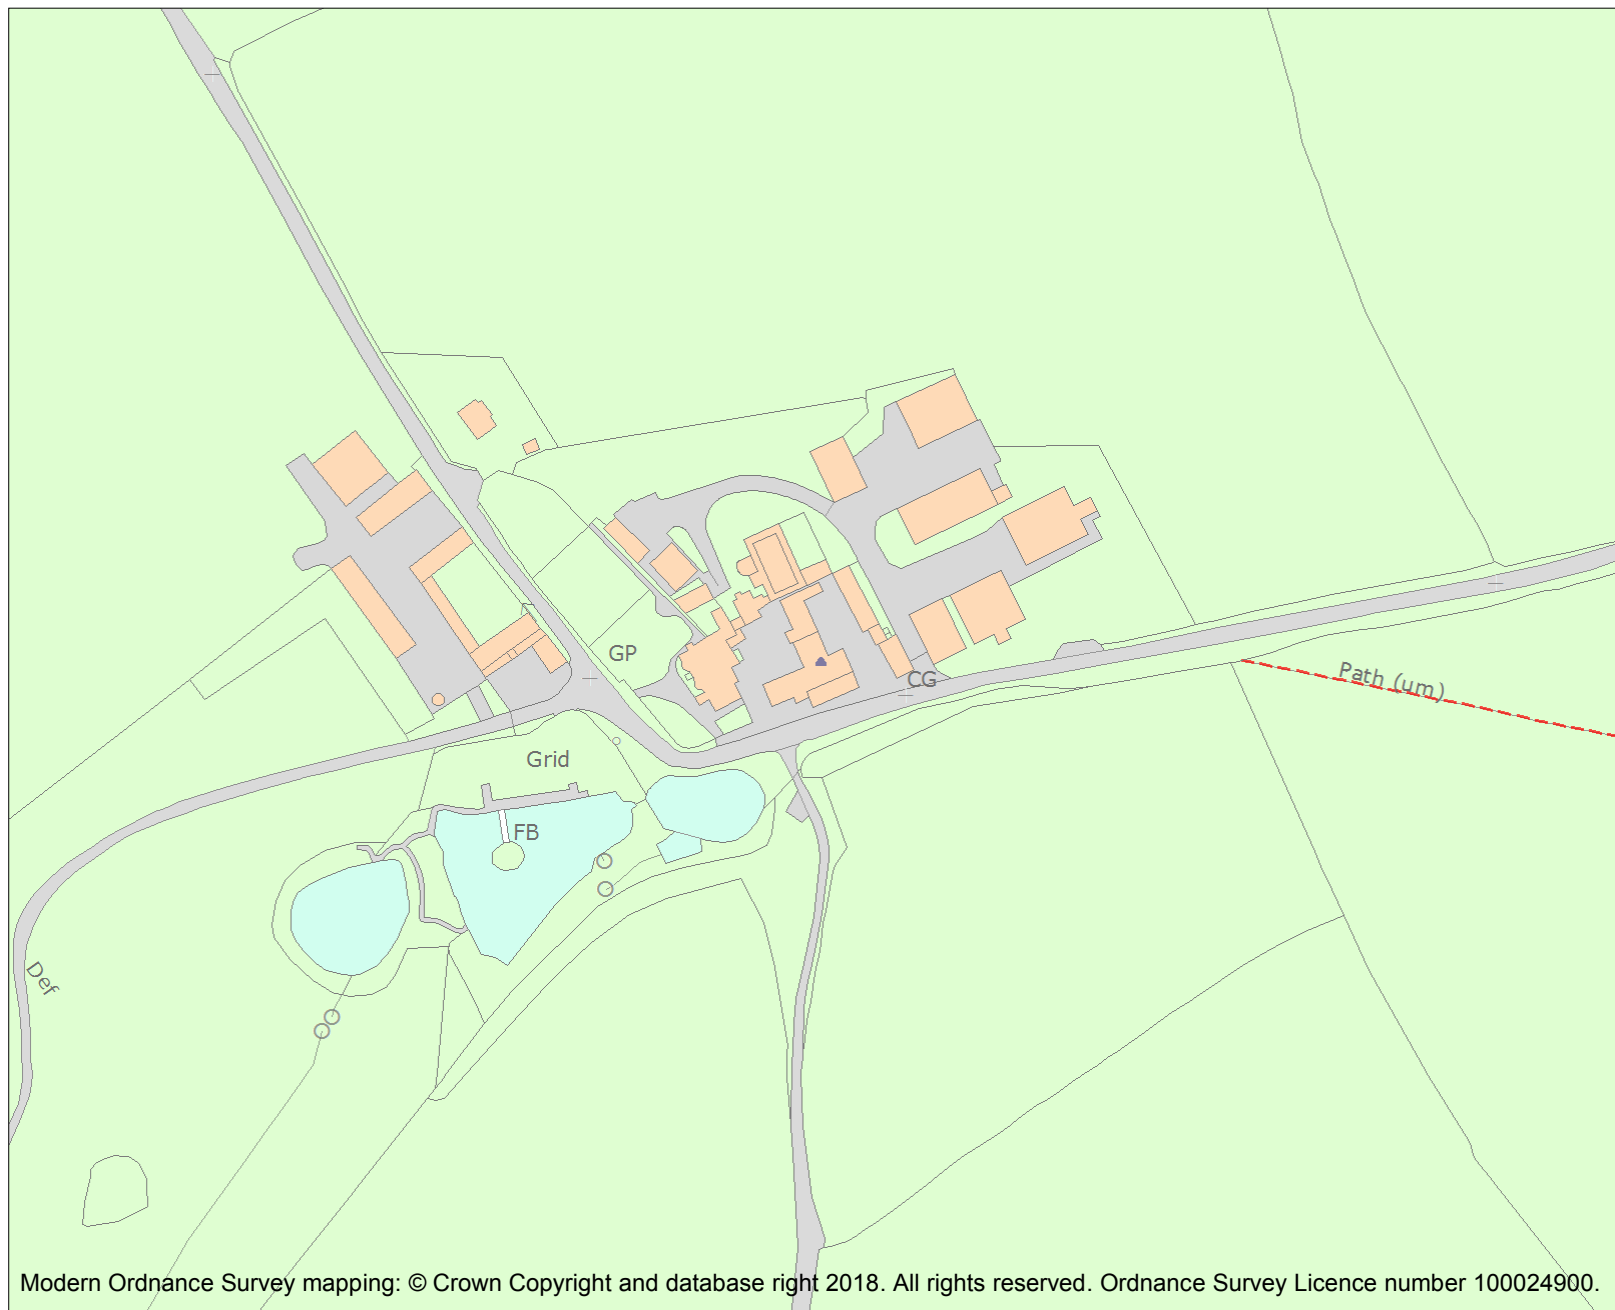 GP
CG
Path (um)
Grid
FB
Def
Modern Ordnance Survey mapping: © Crown Copyright and database right 2018. All rights reserved. Ordnance Survey Licence number 100024900.